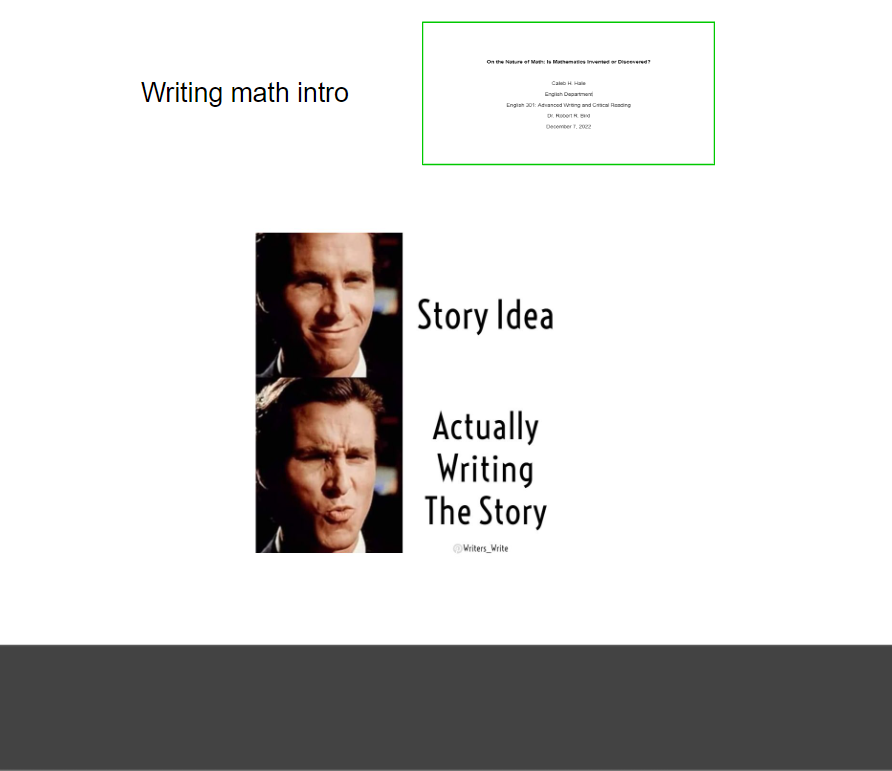 Writing math intro
On the Nature of Math: Is Mathematics Invented or Discovered?
Caleb H. Hale
English Department
English 301: Advanced Writing and Critical Reading
Dr. Robert R. Bird
December 7, 2022
Story Idea
Actually
Writing
The Story
@Writers_Write